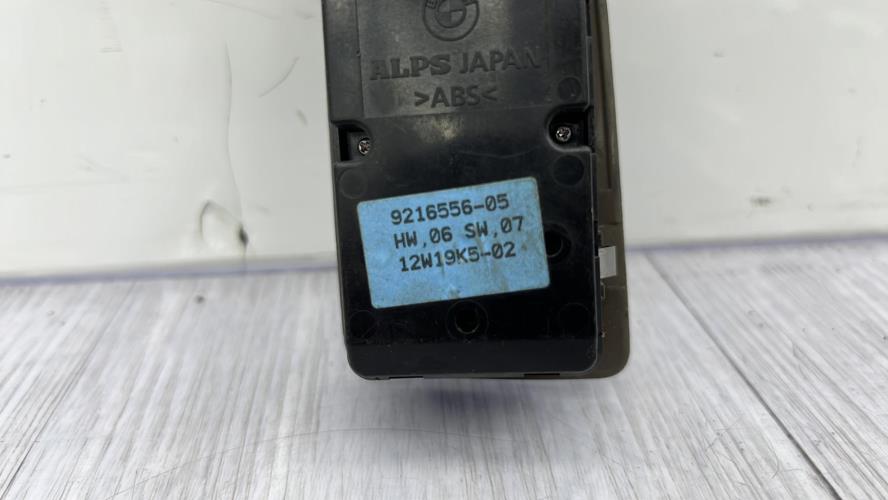 ALPS JAPAN
>ABS<
9216556-05
HW,06 SW,07
12W19K5-02